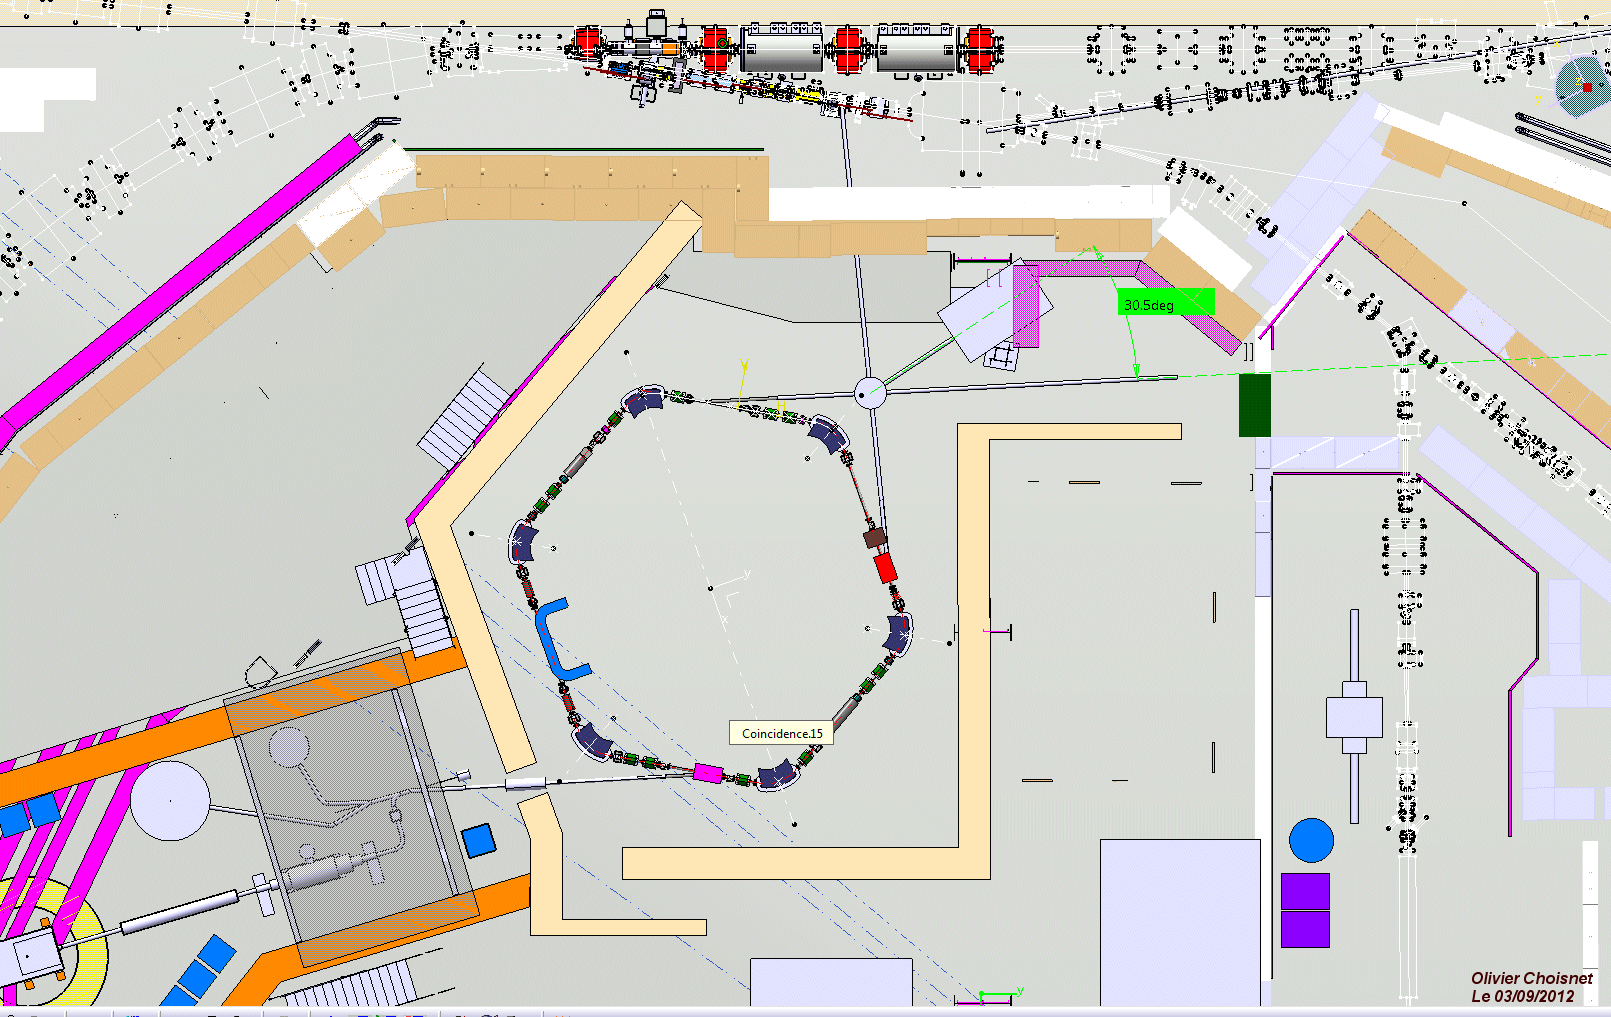 30.5deg
Y
y
x
Coincidence.15
y
Olivier Choisnet
Le 03/09/2012